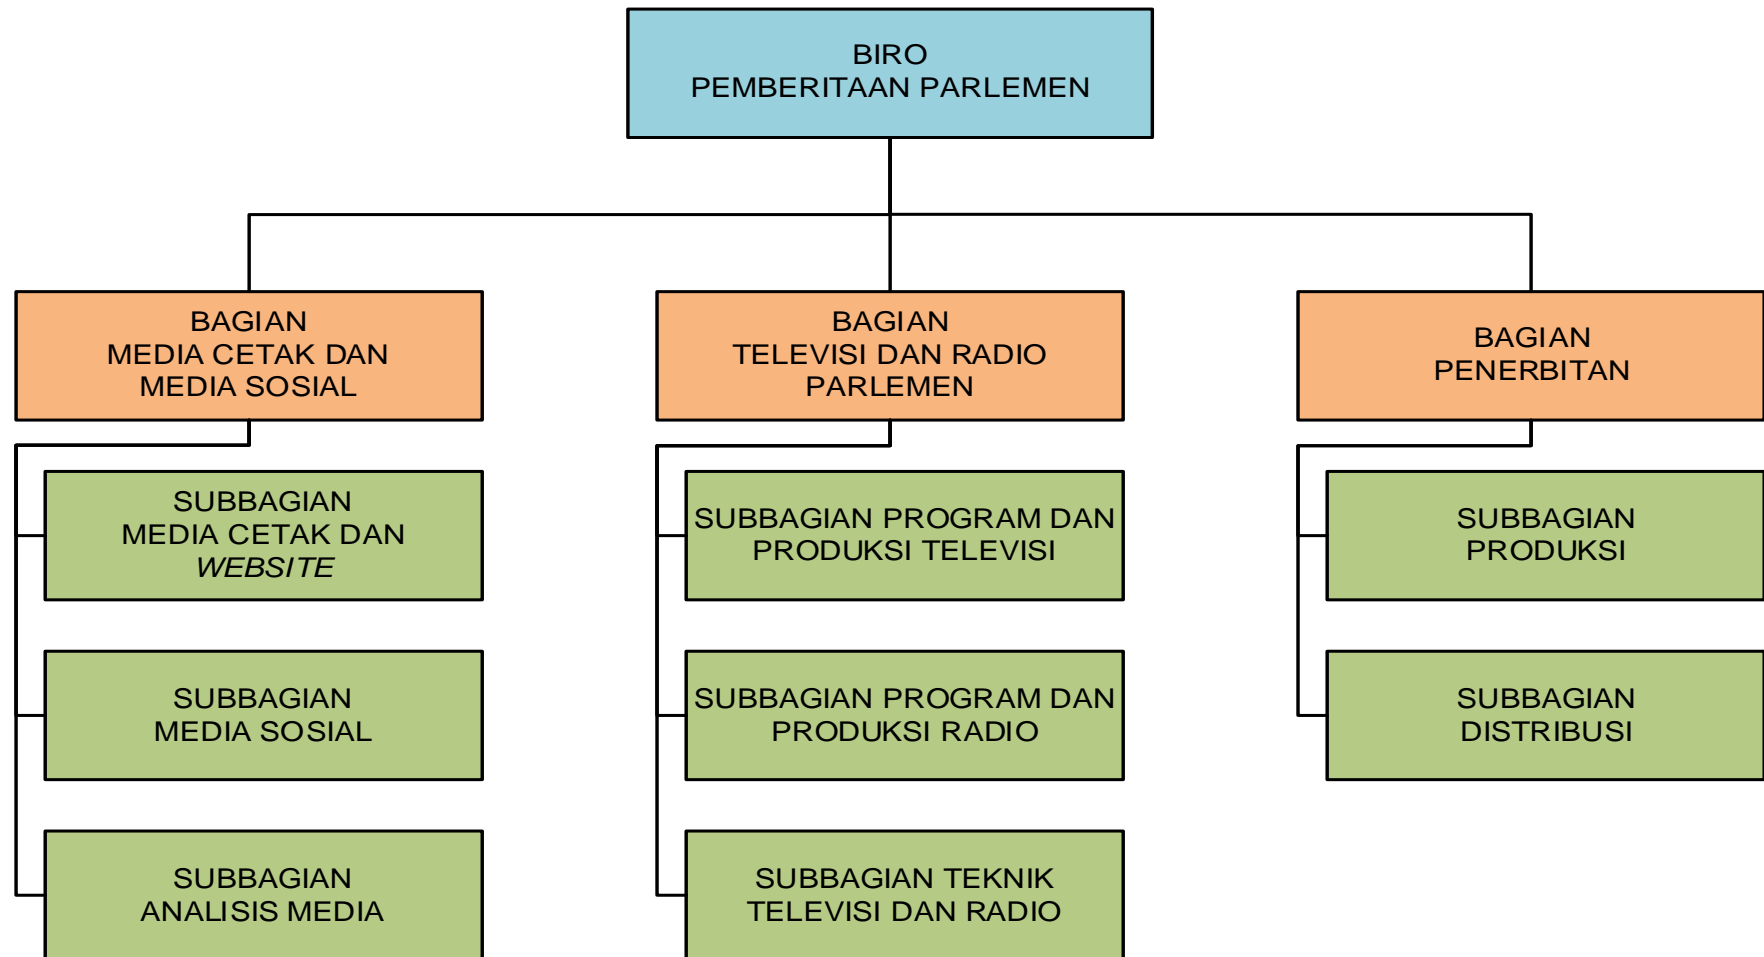 BIRO
PEMBERITAAN PARLEMEN
BAGIAN
MEDIA CETAK DAN
MEDIA SOSIAL
BAGIAN
TELEVISI DAN RADIO
PARLEMEN
BAGIAN
PENERBITAN
SUBBAGIAN
MEDIA CETAK DAN
WEBSITE
SUBBAGIAN PROGRAM DAN
PRODUKSI TELEVISI
SUBBAGIAN
PRODUKSI
SUBBAGIAN
MEDIA SOSIAL
SUBBAGIAN PROGRAM DAN
PRODUKSI RADIO
SUBBAGIAN
DISTRIBUSI
SUBBAGIAN
ANALISIS MEDIA
SUBBAGIAN TEKNIK
TELEVISI DAN RADIO